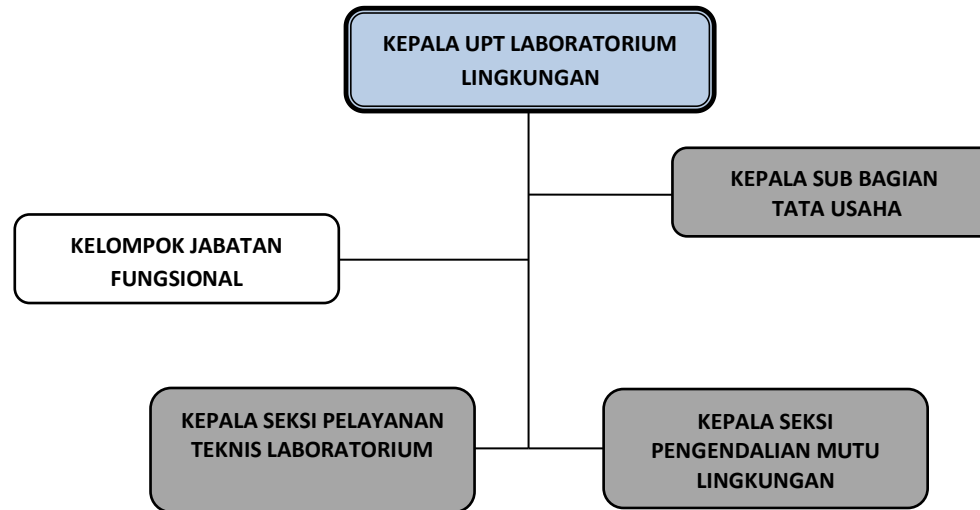 KEPALA UPT LABORATORIUM
LINGKUNGAN
KEPALA SUB BAGIAN
TATA USAHA
KELOMPOK JABATAN
FUNGSIONAL
KEPALA SEKSI PELAYANAN
TEKNIS LABORATORIUM
KEPALA SEKSI
PENGENDALIAN MUTU
LINGKUNGAN